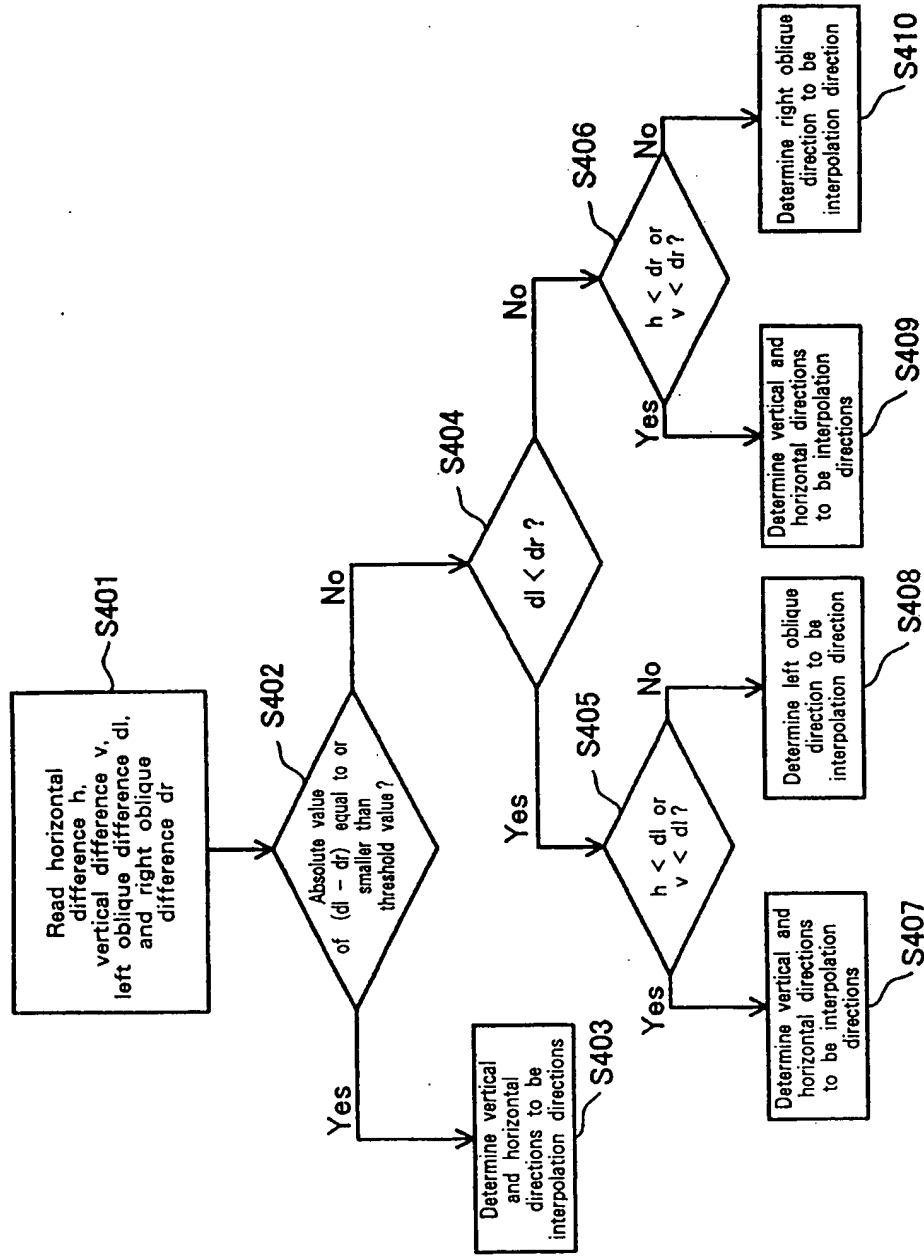 S401
Read horizontal
difference h,
vertical difference v,
left oblique difference dl,
and right oblique
difference dr
S402
Absolute value
of (dl - dr) equal to or
smaller than
threshold value?
Yes
No
S403
Determine vertical
and horizontal
directions to be
interpolation directions
S404
dl < dr ?
Yes
No
S405
h < dl or
v < dl?
Yes
No
S406
h < dr or
v < dr?
Yes
No
Determine vertical and
horizontal directions
to be interpolation
directions
S407
Determine left oblique
direction to be
interpolation direction
S408
Determine vertical and
horizontal directions
to be interpolation
directions
S409
Determine right oblique
direction to be
interpolation direction
S410